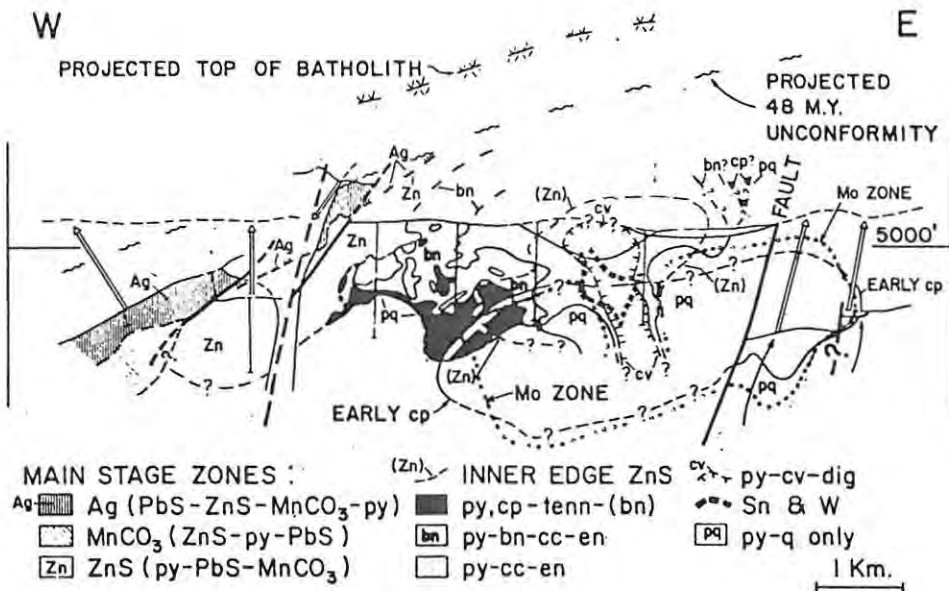 W
E
PROJECTED TOP OF BATHOLITH
PROJECTED
48 M.Y.
UNCONFORMITY
bn? cp? pq
Ag
Zn
bn
(Zn)
cv
? ? ?
FAULT
Mo ZONE
5000'
Ag
Zn
bn
?
(Zn)
EARLY cp
Ag
Zn
?
pq
?
bn
?
pq
?
pq
(Zn)
?
cv
?
pq
?
EARLY cp
Mo ZONE
?
?
?
MAIN STAGE ZONES :
Ag Ag (PbS-ZnS-MnCO3-py)
MnCO3 (ZnS-py-PbS)
Zn ZnS (py-PbS-MnCO3)
(Zn) INNER EDGE ZnS
py,cp-tenn-(bn)
bn py-bn-cc-en
py-cc-en
cv py-cv-dig
Sn & W
pq py-q only
1 Km.